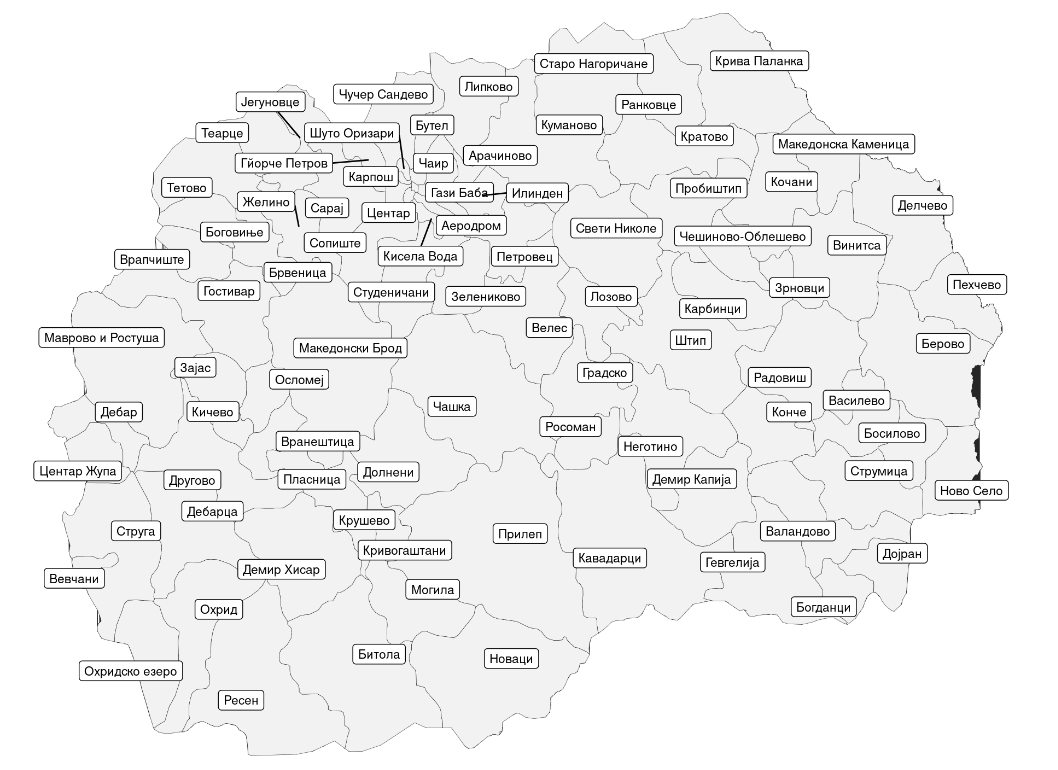 Старо Нагоричане
Крива Паланка
Липково
Чучер Сандево
Јегуновце
Ранковце
Теарце
Шуто Оризари
Бутел
Куманово
Кратово
Македонска Каменица
Арачиново
Гйорче Петров
Чаир
Карпош
Тетово
Пробиштип
Кочани
Гази Баба
Илинден
Желино
Сарај
Делчево
Центар
Аеродром
Свети Николе
Боговиње
Сопиште
Чешиново-Облешево
Винитса
Кисела Вода
Петровец
Врапчиште
Брвеница
Пехчево
Гостивар
Студеничани
Зелениково
Лозово
Зрновци
Карбинци
Велес
Маврово и Ростуша
Штип
Берово
Македонски Брод
Зајас
Градско
Осломеј
Радовиш
Василево
Чашка
Дебар
Кичево
Конче
Росоман
Босилово
Вранештица
Неготино
Центар Жупа
Долнени
Струмица
Другово
Пласница
Демир Капија
Ново Село
Дебарца
Крушево
Струга
Прилеп
Валандово
Кривогаштани
Кавадарци
Дојран
Гевгелија
Демир Хисар
Вевчани
Могила
Охрид
Богданци
Битола
Новаци
Охридско езеро
Ресен